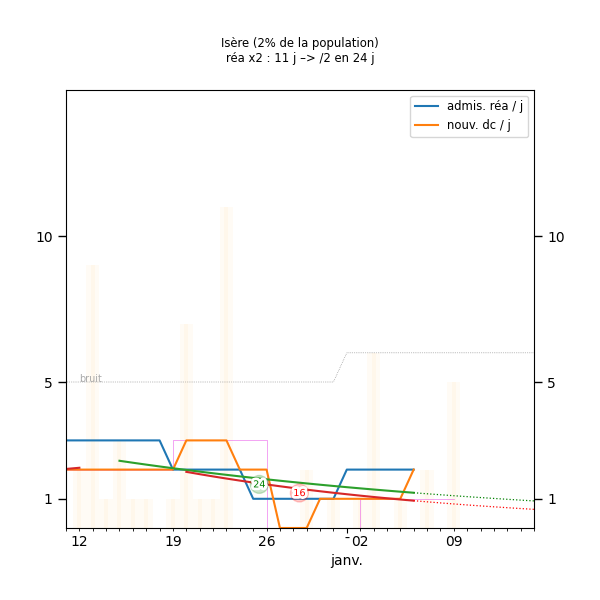 Isère (2% de la population)
réa x2 : 11 j –> /2 en 24 j
admis. réa / j
nouv. dc / j
10
10
bruit
5
5
24
16
1
1
12
19
26
02
09
janv.